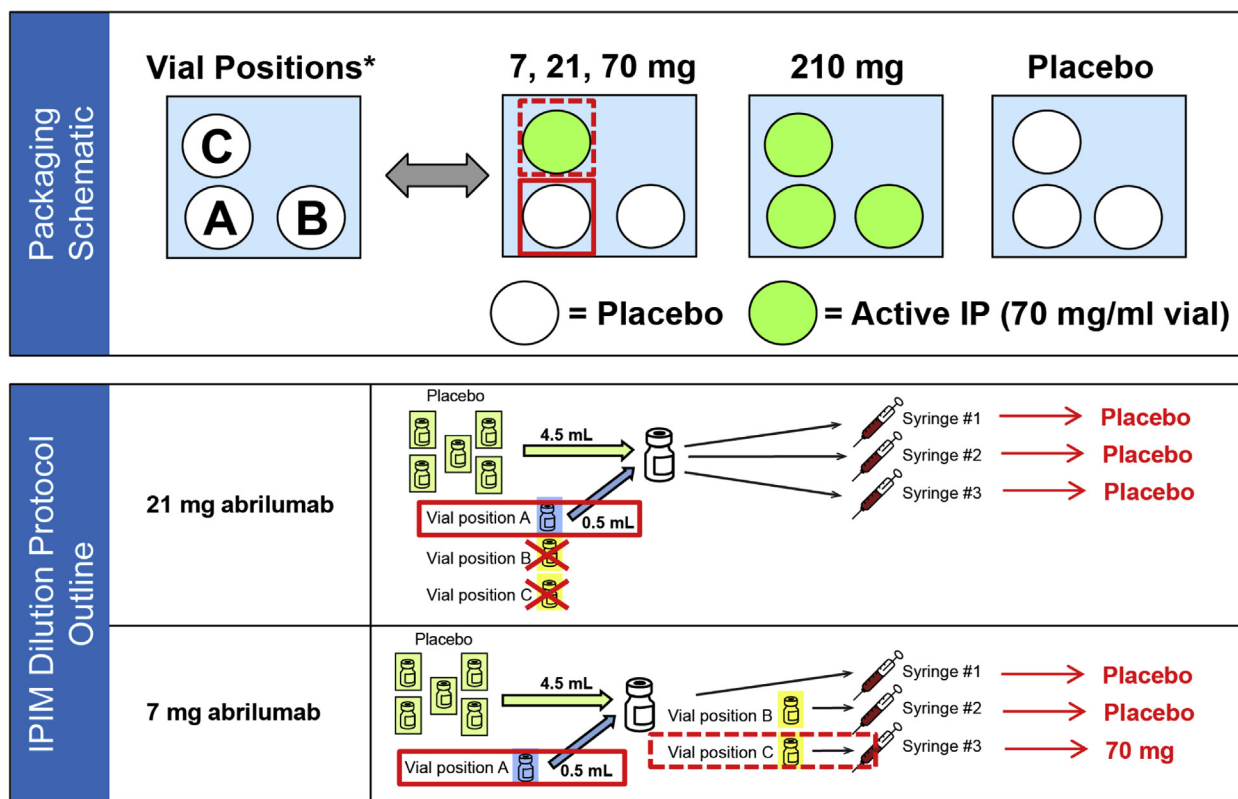 Packaging
Schematic
Vial Positions*
7, 21, 70 mg
210 mg
Placebo
C
A
B
= Placebo
= Active IP (70 mg/ml vial)
IPIM Dilution Protocol
Outline
21 mg abrilumab
Placebo
4.5 mL
Vial position A
0.5 mL
Vial position B
Vial position C
Syringe #1
Placebo
Syringe #2
Placebo
Syringe #3
Placebo
7 mg abrilumab
Placebo
4.5 mL
Vial position A
0.5 mL
Vial position B
Vial position C
Syringe #1
Placebo
Syringe #2
Placebo
Syringe #3
70 mg